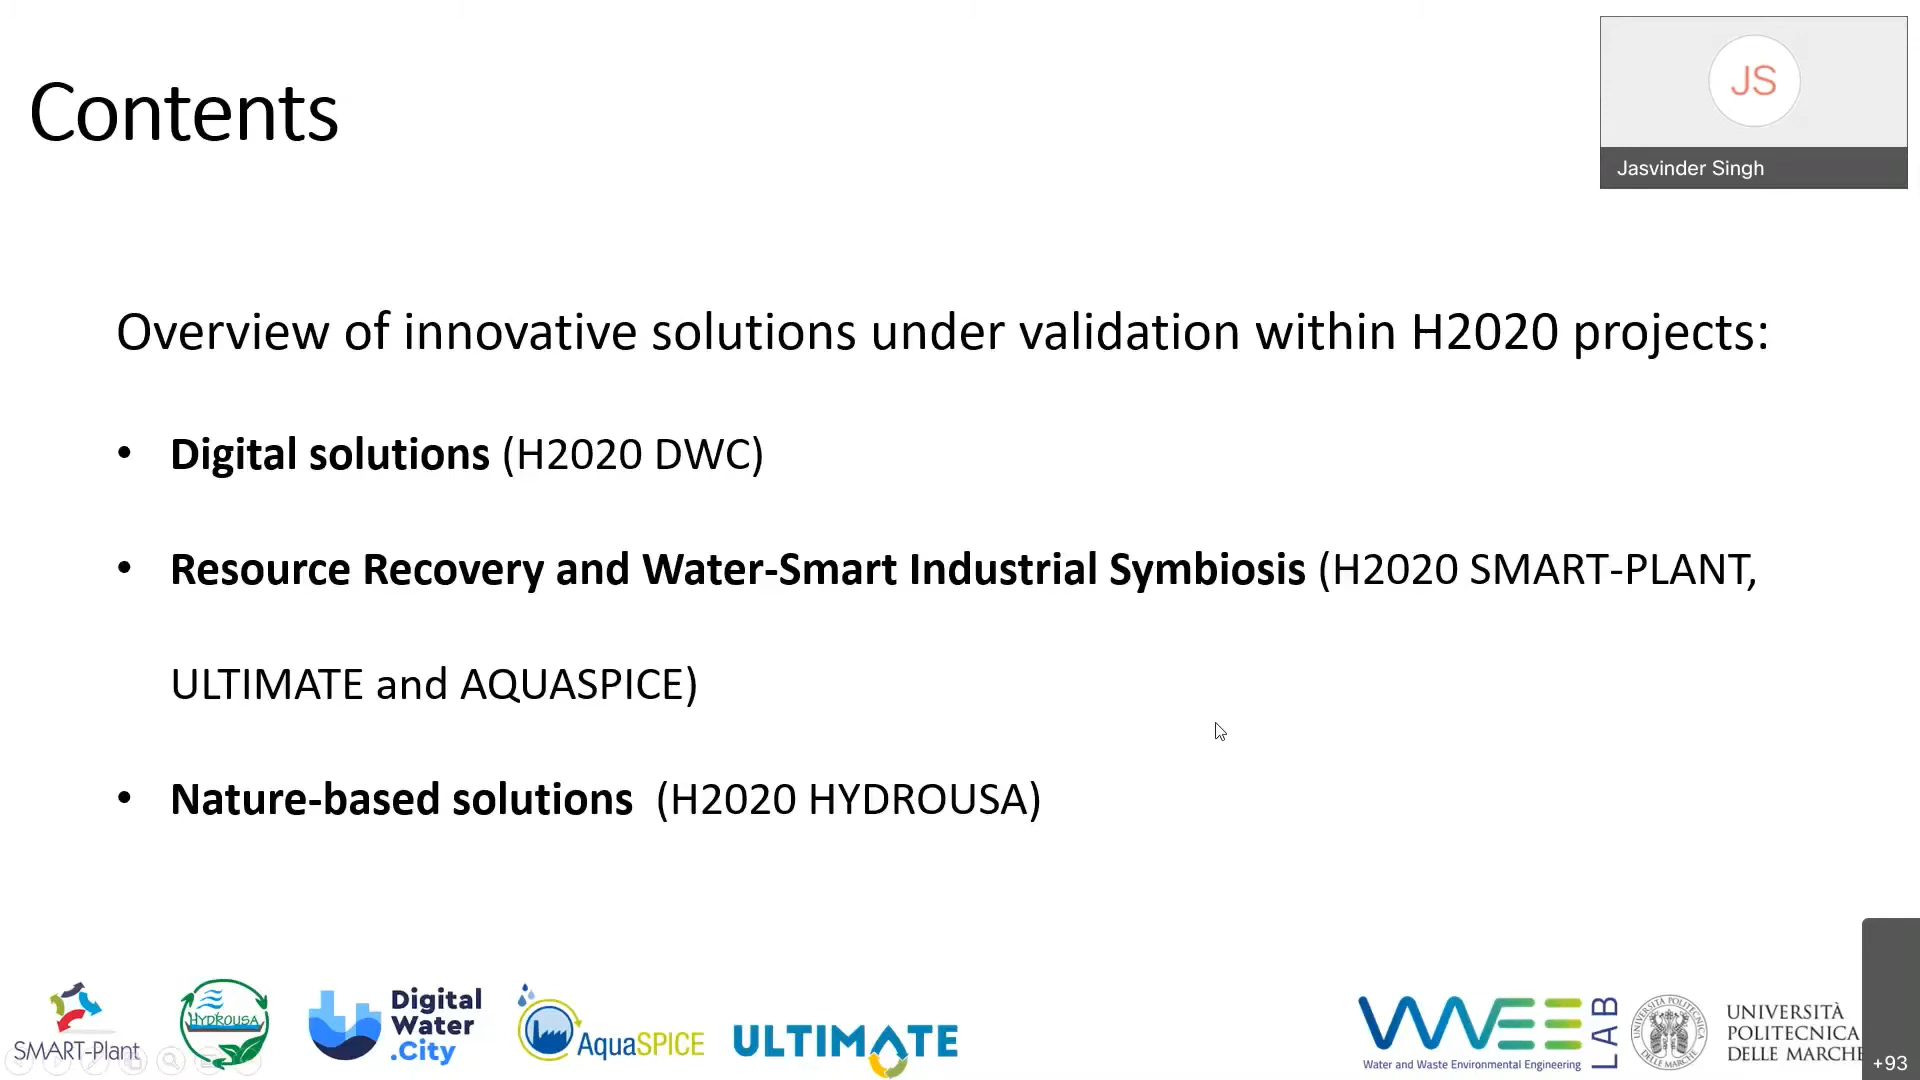 Contents
JS
Jasvinder Singh
Overview of innovative solutions under validation within H2020 projects:
• Digital solutions (H2020 DWC)
• Resource Recovery and Water-Smart Industrial Symbiosis (H2020 SMART-PLANT,
ULTIMATE and AQUASPICE)
• Nature-based solutions (H2020 HYDROUSA)
SMART-Plant
HYDROUSA
Digital
Water
.City
AquaSPICE
ULTIMATE
WWEE
LAB
Water and Waste Environmental Engineering
UNIVERSITÀ
POLITECNICA
DELLE MARCHE
+93